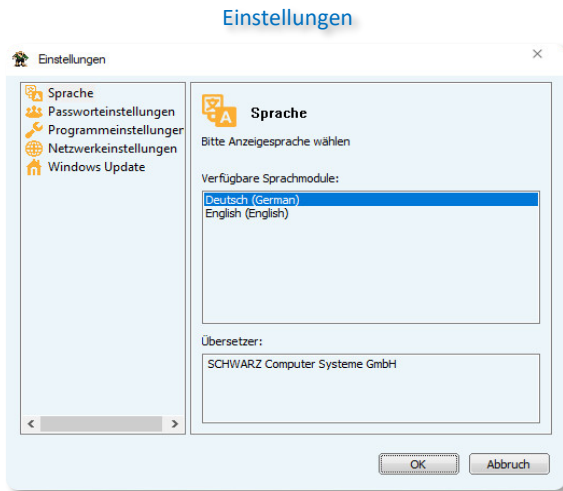 Einstellungen
Einstellungen
Sprache
Passworteinstellungen
Programmeinstellunger
Netzwerkeinstellungen
Windows Update
Sprache
Bitte Anzeigesprache wählen
Verfügbare Sprachmodule:
Deutsch (German)
English (English)
Übersetzer:
SCHWARZ Computer Systeme GmbH
OK
Abbruch